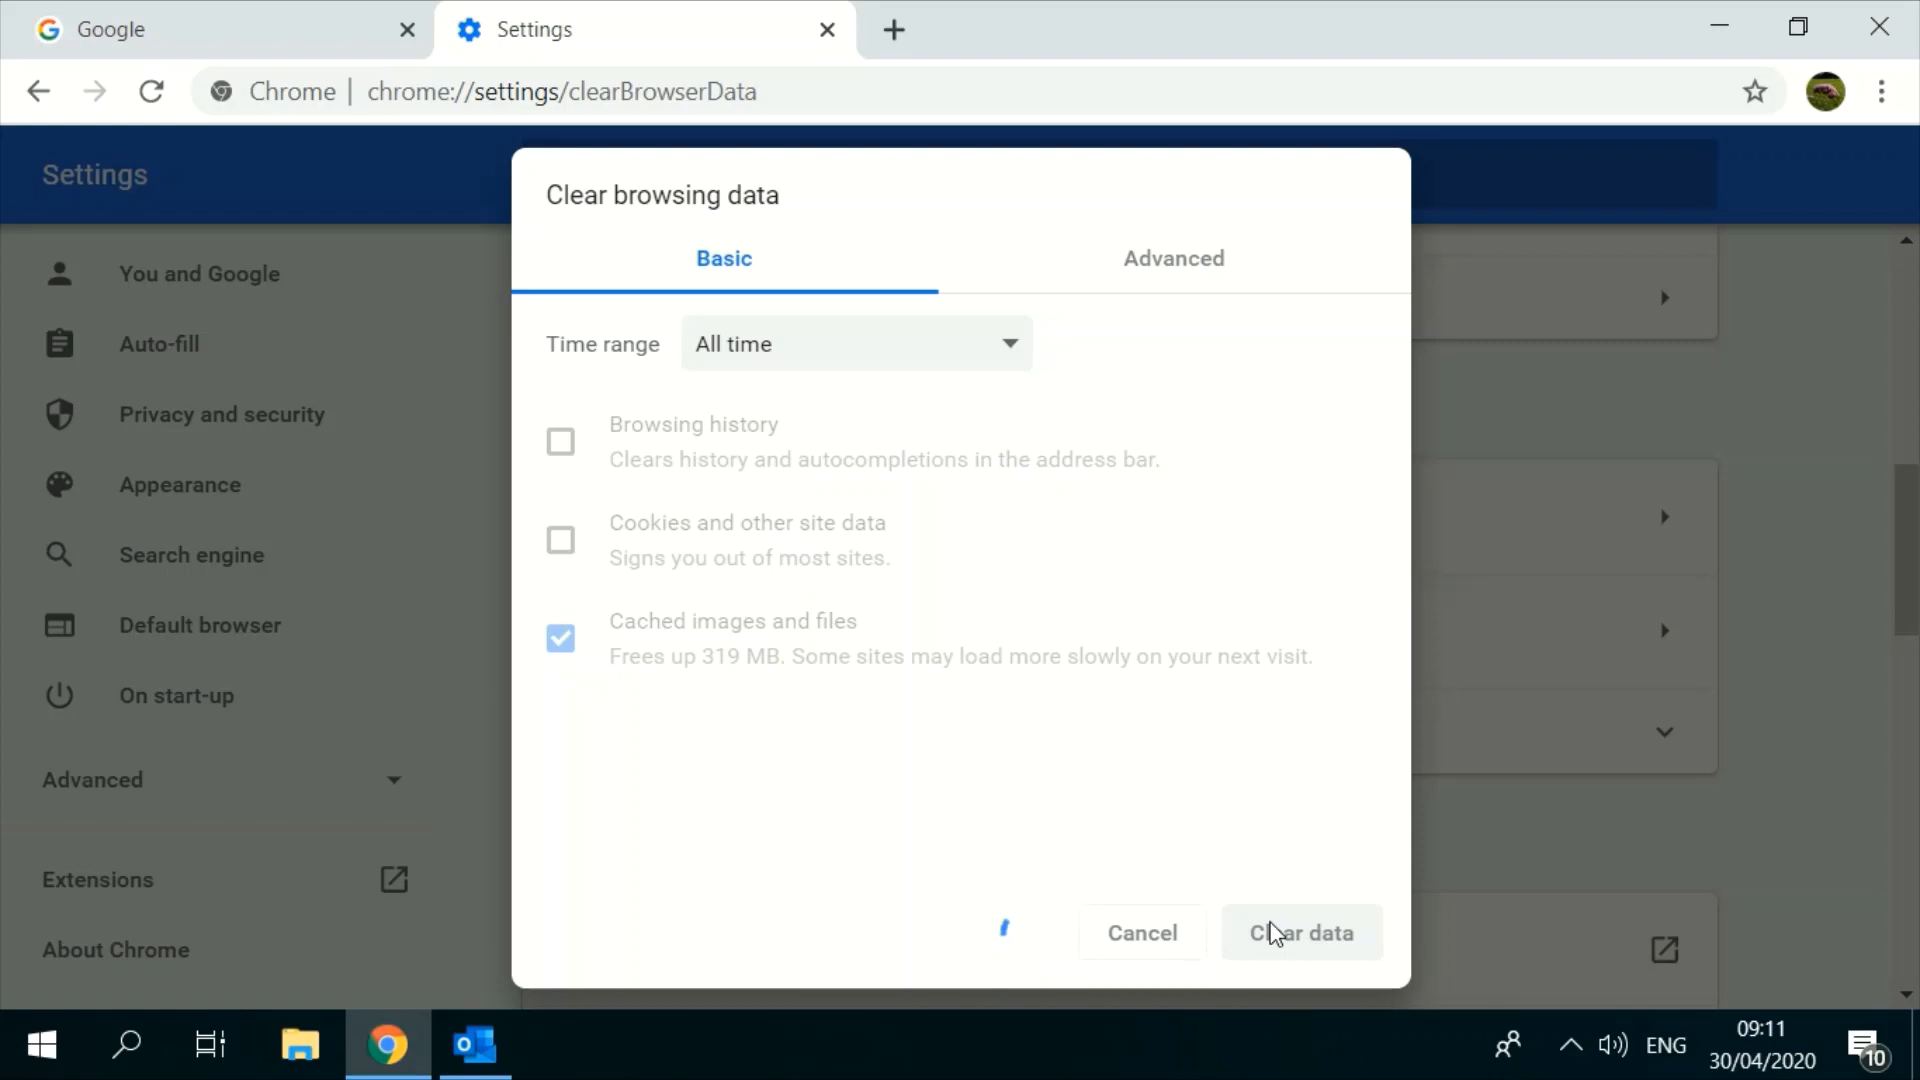 Google
Settings
Chrome | chrome://settings/clearBrowserData
Settings
You and Google
Auto-fill
Privacy and security
Appearance
Search engine
Default browser
On start-up
Advanced
Extensions
About Chrome
Clear browsing data
Basic
Advanced
Time range
All time
Browsing history
Clears history and autocompletions in the address bar.
Cookies and other site data
Signs you out of most sites.
Cached images and files
Frees up 319 MB. Some sites may load more slowly on your next visit.
Cancel
Clear data
ENG
09:11
30/04/2020
10